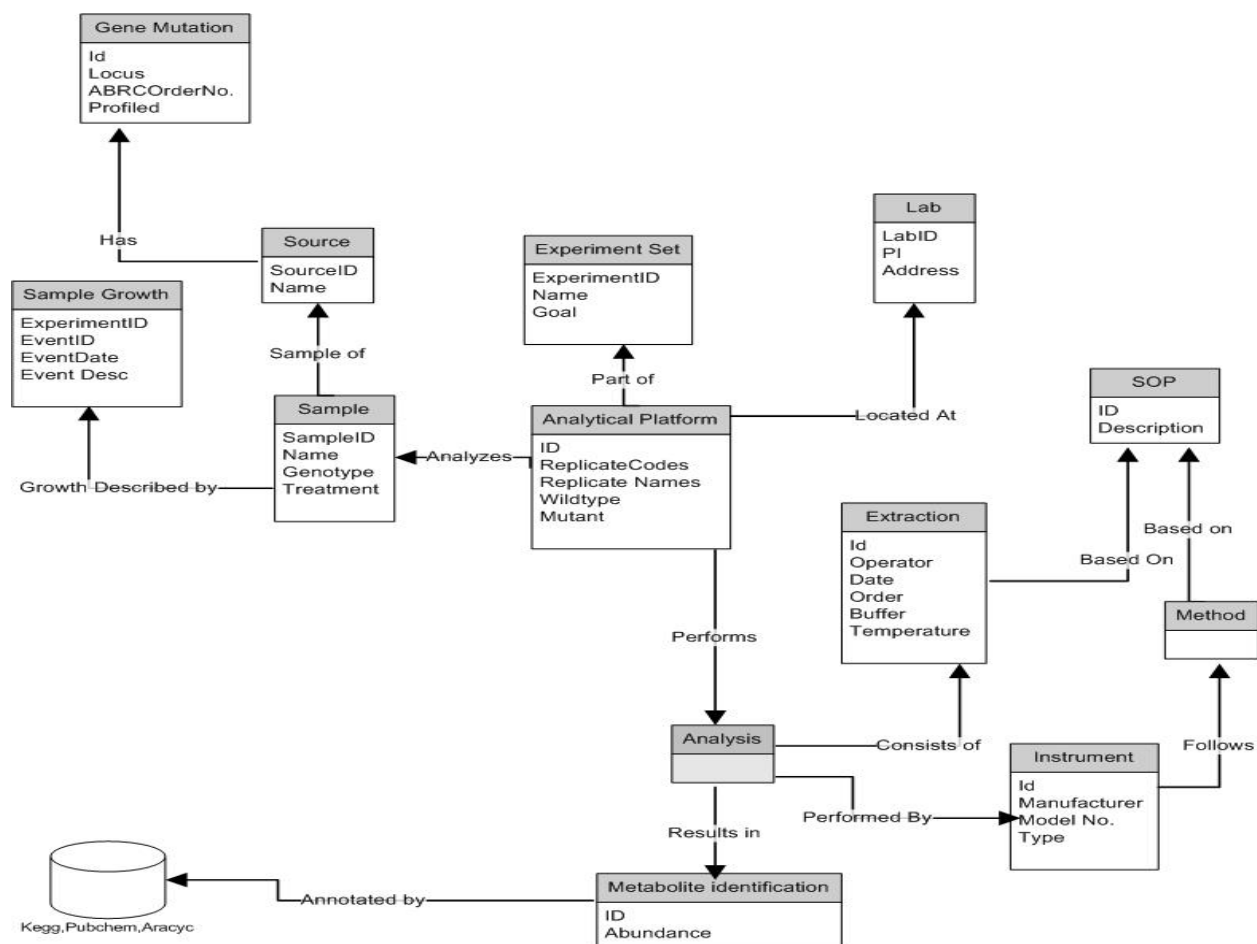 Gene Mutation
Id
Locus
ABRCOrderNo.
Profiled
Has
Source
SourceID
Name
Sample Growth
ExperimentID
EventID
EventDate
Event Desc
Sample of
Growth Described by
Sample
SampleID
Name
Genotype
Treatment
Analyzes
Experiment Set
ExperimentID
Name
Goal
Part of
Analytical Platform
ID
ReplicateCodes
Replicate Names
Wildtype
Mutant
Lab
LabID
PI
Address
Located At
SOP
ID
Description
Based On
Based on
Extraction
Id
Operator
Date
Order
Buffer
Temperature
Method
Performs
Analysis
Consists of
Performed By
Instrument
Id
Manufacturer
Model No.
Type
Follows
Results in
Metabolite identification
ID
Abundance
Annotated by
Kegg,Pubchem,Aracyc